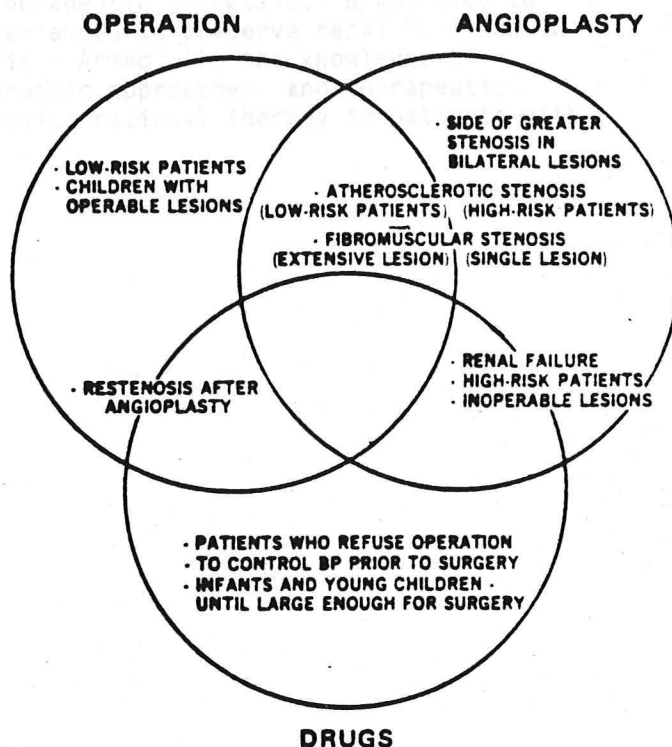 OPERATION
ANGIOPLASTY
· LOW-RISK PATIENTS
· CHILDREN WITH
OPERABLE LESIONS
· SIDE OF GREATER
STENOSIS IN
BILATERAL LESIONS
· ATHEROSCLEROTIC STENOSIS
(LOW-RISK PATIENTS) (HIGH-RISK PATIENTS)
· FIBROMUSCULAR STENOSIS
(EXTENSIVE LESION) (SINGLE LESION)
· RESTENOSIS AFTER
ANGIOPLASTY
· RENAL FAILURE
· HIGH-RISK PATIENTS
· INOPERABLE LESIONS
· PATIENTS WHO REFUSE OPERATION
· TO CONTROL BP PRIOR TO SURGERY
· INFANTS AND YOUNG CHILDREN ·
UNTIL LARGE ENOUGH FOR SURGERY
DRUGS